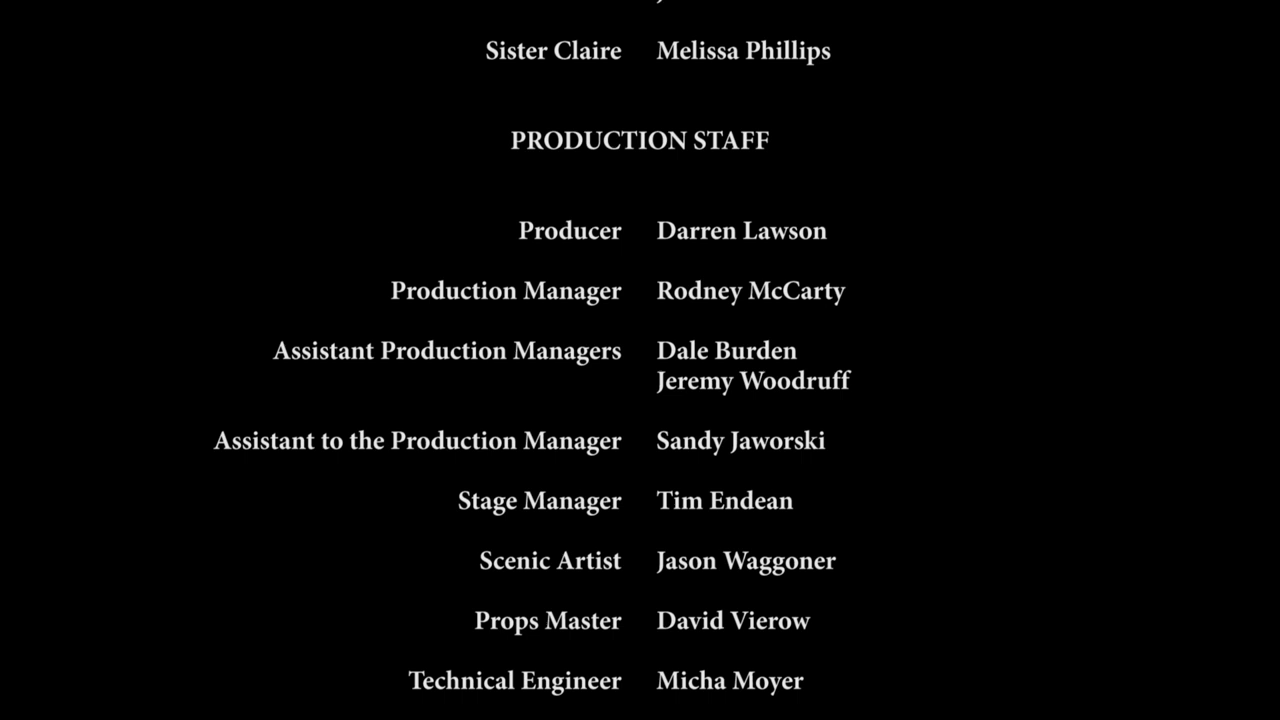 Sister Claire Melissa Phillips
PRODUCTION STAFF
Producer Darren Lawson
Production Manager Rodney McCarty
Assistant Production Managers Dale Burden
Jeremy Woodruff
Assistant to the Production Manager Sandy Jaworski
Stage Manager Tim Endean
Scenic Artist Jason Waggoner
Props Master David Vierow
Technical Engineer Micha Moyer